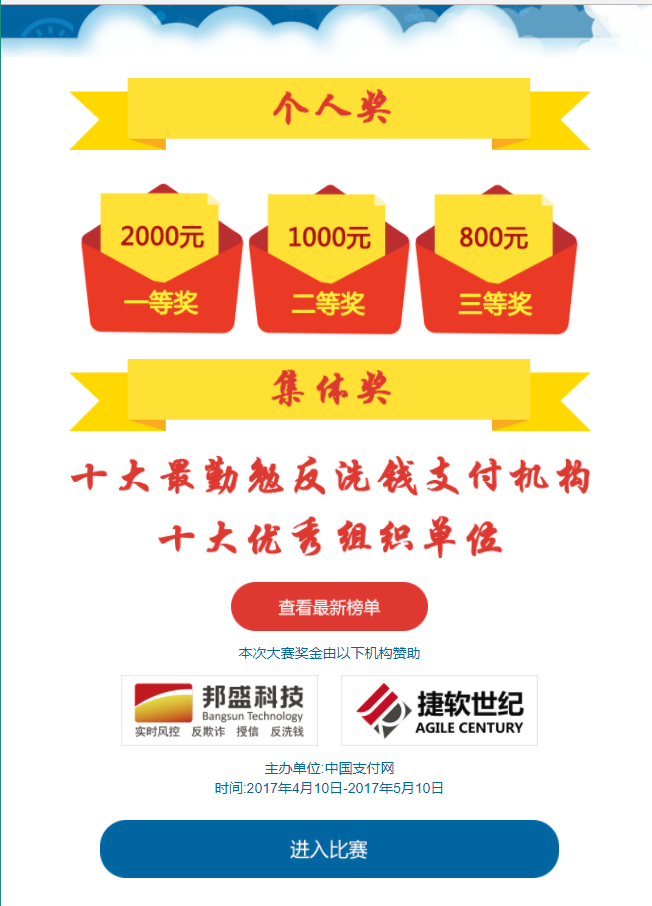 个人奖
2000元 1000元 800元
一等奖 二等奖 三等奖
集体奖
十大最勤勉反洗钱支付机构
十大优秀组织单位
查看最新榜单
本次大赛奖金由以下机构赞助
邦盛科技
Bangsun Technology
实时风控 反欺诈 授信 反洗钱
捷软世纪
AGILE CENTURY
主办单位:中国支付网
时间:2017年4月10日-2017年5月10日
进入比赛